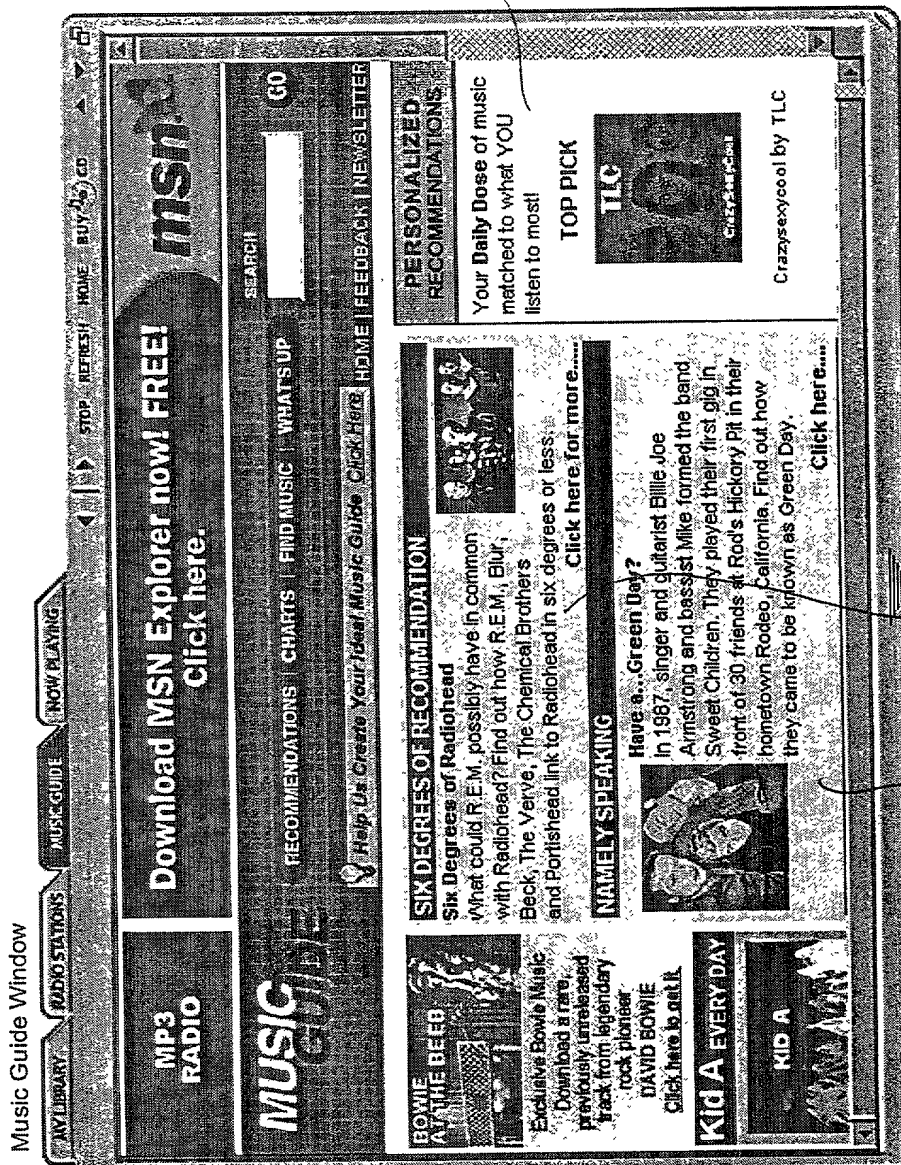 Music Guide Window
MY LIBRARY
RADIO STATIONS
MUSIC GUIDE
NOW PLAYING
STOP REFRESH HOME BUY CD
MP3
RADIO
Download MSN Explorer now! FREE!
Click here.
msn
MUSIC
GUIDE
RECOMMENDATIONS | CHARTS | FIND MUSIC | WHAT'S UP
SEARCH
GO
Help Us Create Your Ideal Music Guide Click Here
HOME | FEEDBACK | NEWSLETTER
BOWIE
AT THE BEEB
Exclusive Bowie Music
Download a rare,
previously unreleased
track from legendary
rock pioneer
DAVID BOWIE
Click here to get it.
Kid A EVERY DAY
KID A
SIX DEGREES OF RECOMMENDATION
Six Degrees of Radiohead
What could R.E.M. possibly have in common
with Radiohead? Find out how R.E.M., Blur,
Beck, The Verve, The Chemical Brothers
and Portishead link to Radiohead in six degrees or less.
Click here for more....
NAMELY SPEAKING
Have a...Green Day?
In 1987, singer and guitarist Billie Joe
Armstrong and bassist Mike formed the band
Sweet Children. They played their first gig in
front of 30 friends at Rod's Hickory Pit in their
hometown Rodeo, California. Find out how
they came to be known as Green Day.
Click here....
PERSONALIZED
RECOMMENDATIONS
Your Daily Dose of music
matched to what YOU
listen to most!
TOP PICK
TLC
CrazySexyCool
Crazysexycool by TLC